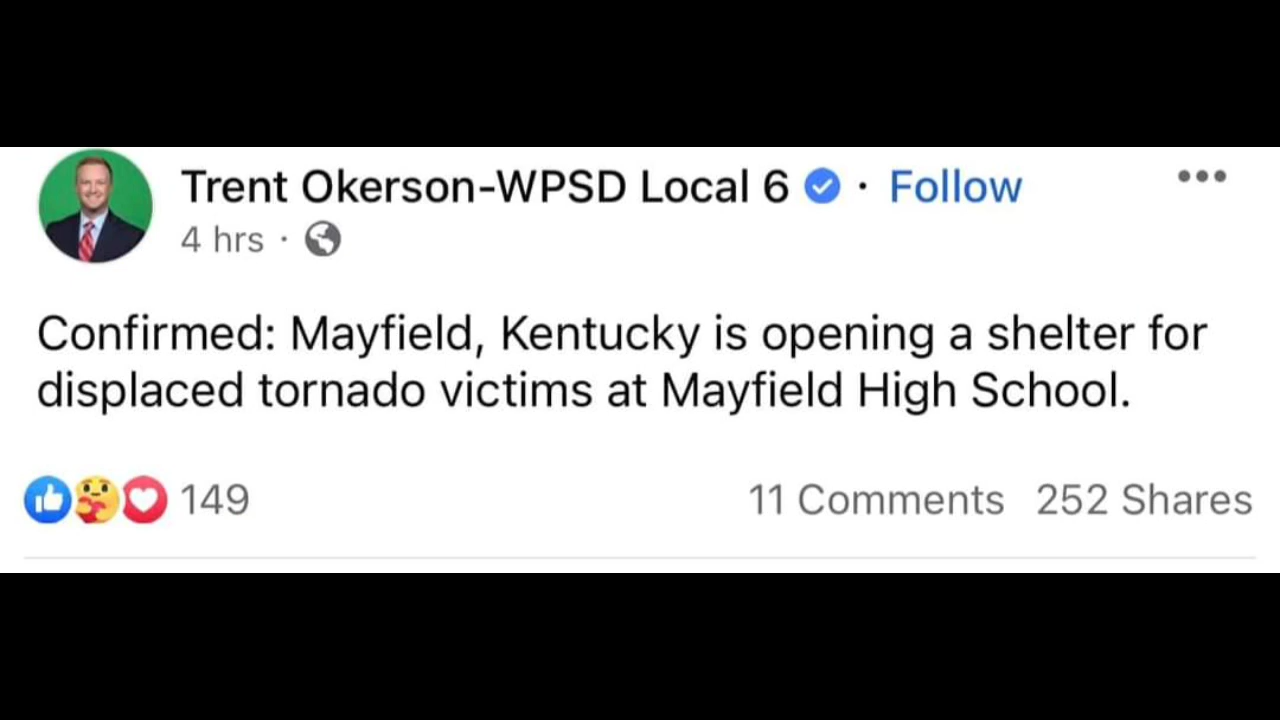 Trent Okerson-WPSD Local 6 · Follow
4 hrs ·
Confirmed: Mayfield, Kentucky is opening a shelter for
displaced tornado victims at Mayfield High School.
149 11 Comments 252 Shares